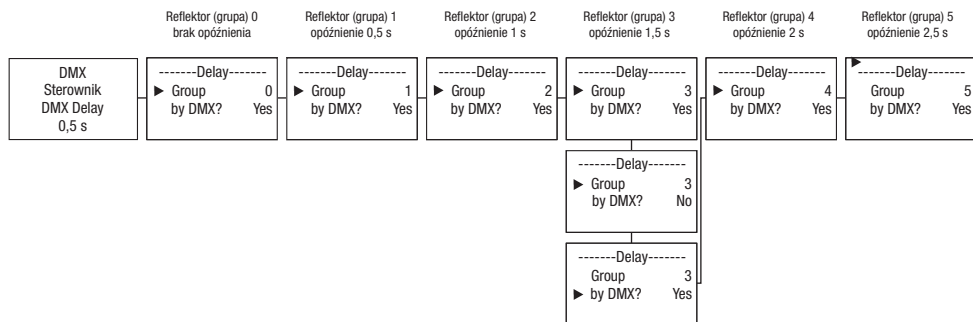 Reflektor (grupa) 0
brak opóźnienia
Reflektor (grupa) 1
opóźnienie 0,5 s
Reflektor (grupa) 2
opóźnienie 1 s
Reflektor (grupa) 3
opóźnienie 1,5 s
Reflektor (grupa) 4
opóźnienie 2 s
Reflektor (grupa) 5
opóźnienie 2,5 s
DMX
Sterownik
DMX Delay
0,5 s
-------Delay-------
▶ Group 0
by DMX? Yes
-------Delay-------
▶ Group 1
by DMX? Yes
-------Delay-------
▶ Group 2
by DMX? Yes
-------Delay-------
▶ Group 3
by DMX? Yes
-------Delay-------
▶ Group 4
by DMX? Yes
▶ -------Delay-------
Group 5
by DMX? Yes
-------Delay-------
▶ Group 3
by DMX? No
-------Delay-------
Group 3
▶ by DMX? Yes